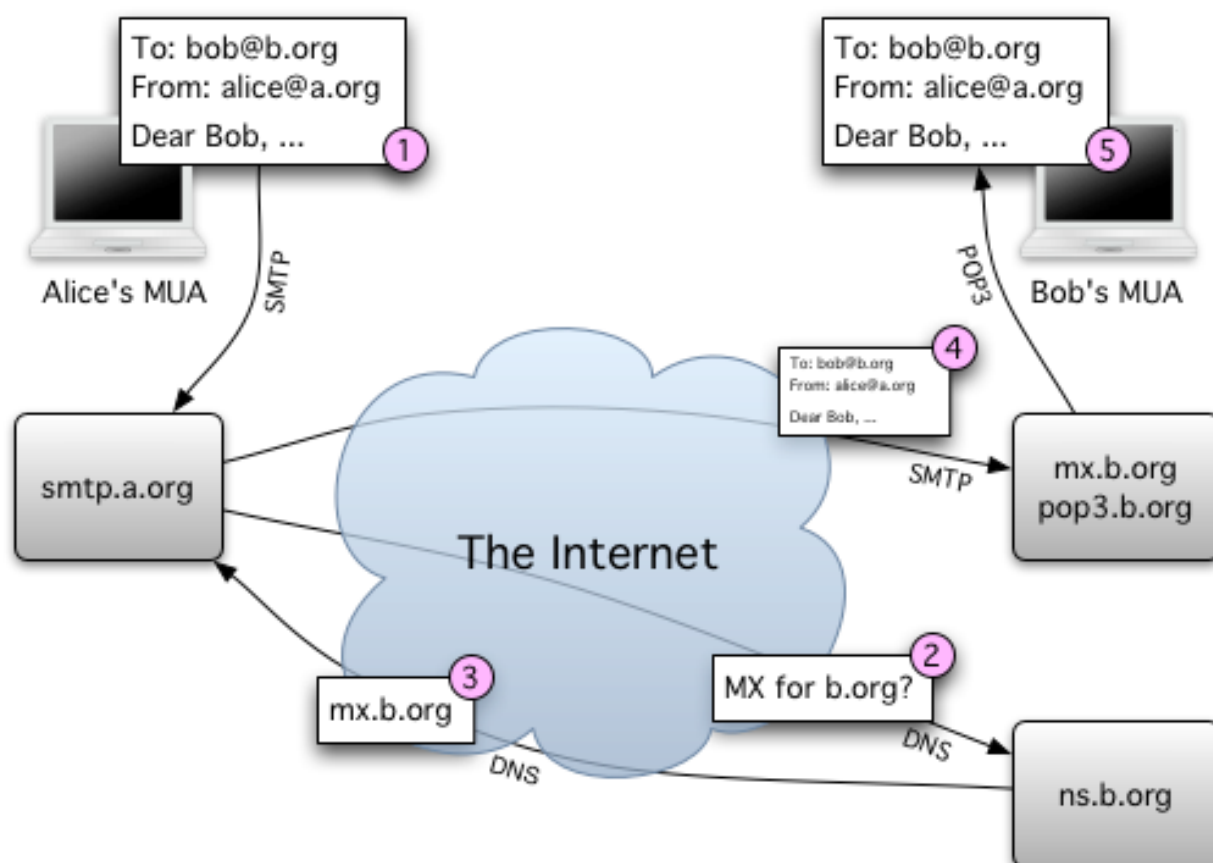 To: bob@b.org
From: alice@a.org
Dear Bob, ...
1
To: bob@b.org
From: alice@a.org
Dear Bob, ...
5
SMTP
POP3
Alice's MUA
Bob's MUA
4
To: bob@b.org
From: alice@a.org
Dear Bob, ...
smtp.a.org
SMTP
mx.b.org
pop3.b.org
The Internet
2
MX for b.org?
3
mx.b.org
DNS
DNS
ns.b.org